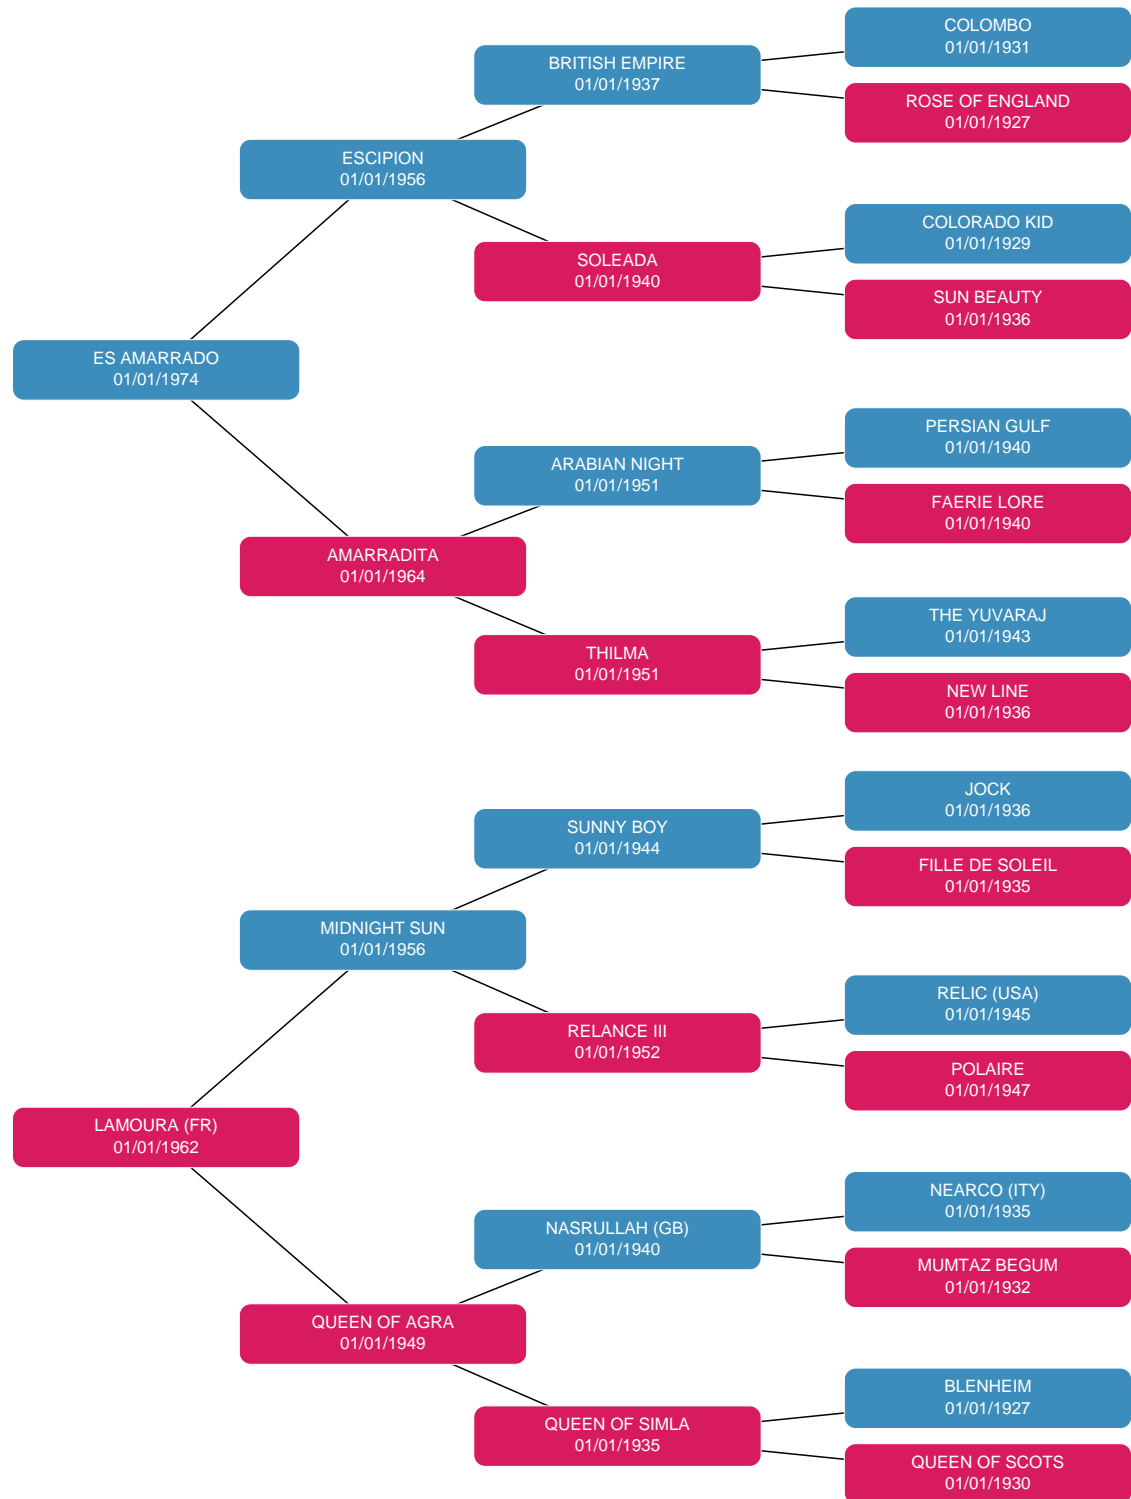 COLOMBO
01/01/1931
BRITISH EMPIRE
01/01/1937
ROSE OF ENGLAND
01/01/1927
ESCIPION
01/01/1956
COLORADO KID
01/01/1929
SOLEADA
01/01/1940
SUN BEAUTY
01/01/1936
ES AMARRADO
01/01/1974
PERSIAN GULF
01/01/1940
ARABIAN NIGHT
01/01/1951
FAERIE LORE
01/01/1940
AMARRADITA
01/01/1964
THE YUVARAJ
01/01/1943
THILMA
01/01/1951
NEW LINE
01/01/1936
JOCK
01/01/1936
SUNNY BOY
01/01/1944
FILLE DE SOLEIL
01/01/1935
MIDNIGHT SUN
01/01/1956
RELIC (USA)
01/01/1945
RELANCE III
01/01/1952
POLAIRE
01/01/1947
LAMOURA (FR)
01/01/1962
NEARCO (ITY)
01/01/1935
NASRULLAH (GB)
01/01/1940
MUMTAZ BEGUM
01/01/1932
QUEEN OF AGRA
01/01/1949
BLENHEIM
01/01/1927
QUEEN OF SIMLA
01/01/1935
QUEEN OF SCOTS
01/01/1930